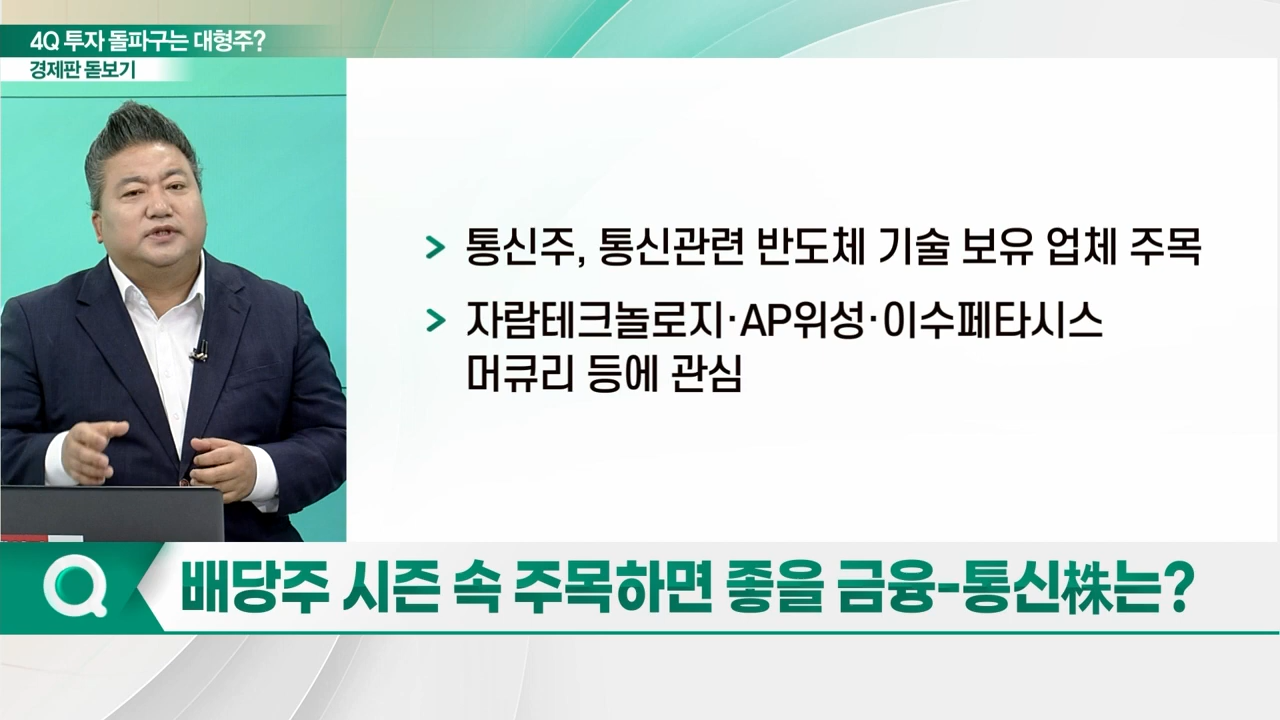 4Q 투자 돌파구는 대형주?
경제판 돋보기
> 통신주, 통신관련 반도체 기술 보유 업체 주목
> 자람테크놀로지·AP위성·이수페타시스
머큐리 등에 관심
Q 배당주 시즌 속 주목하면 좋을 금융-통신株는?